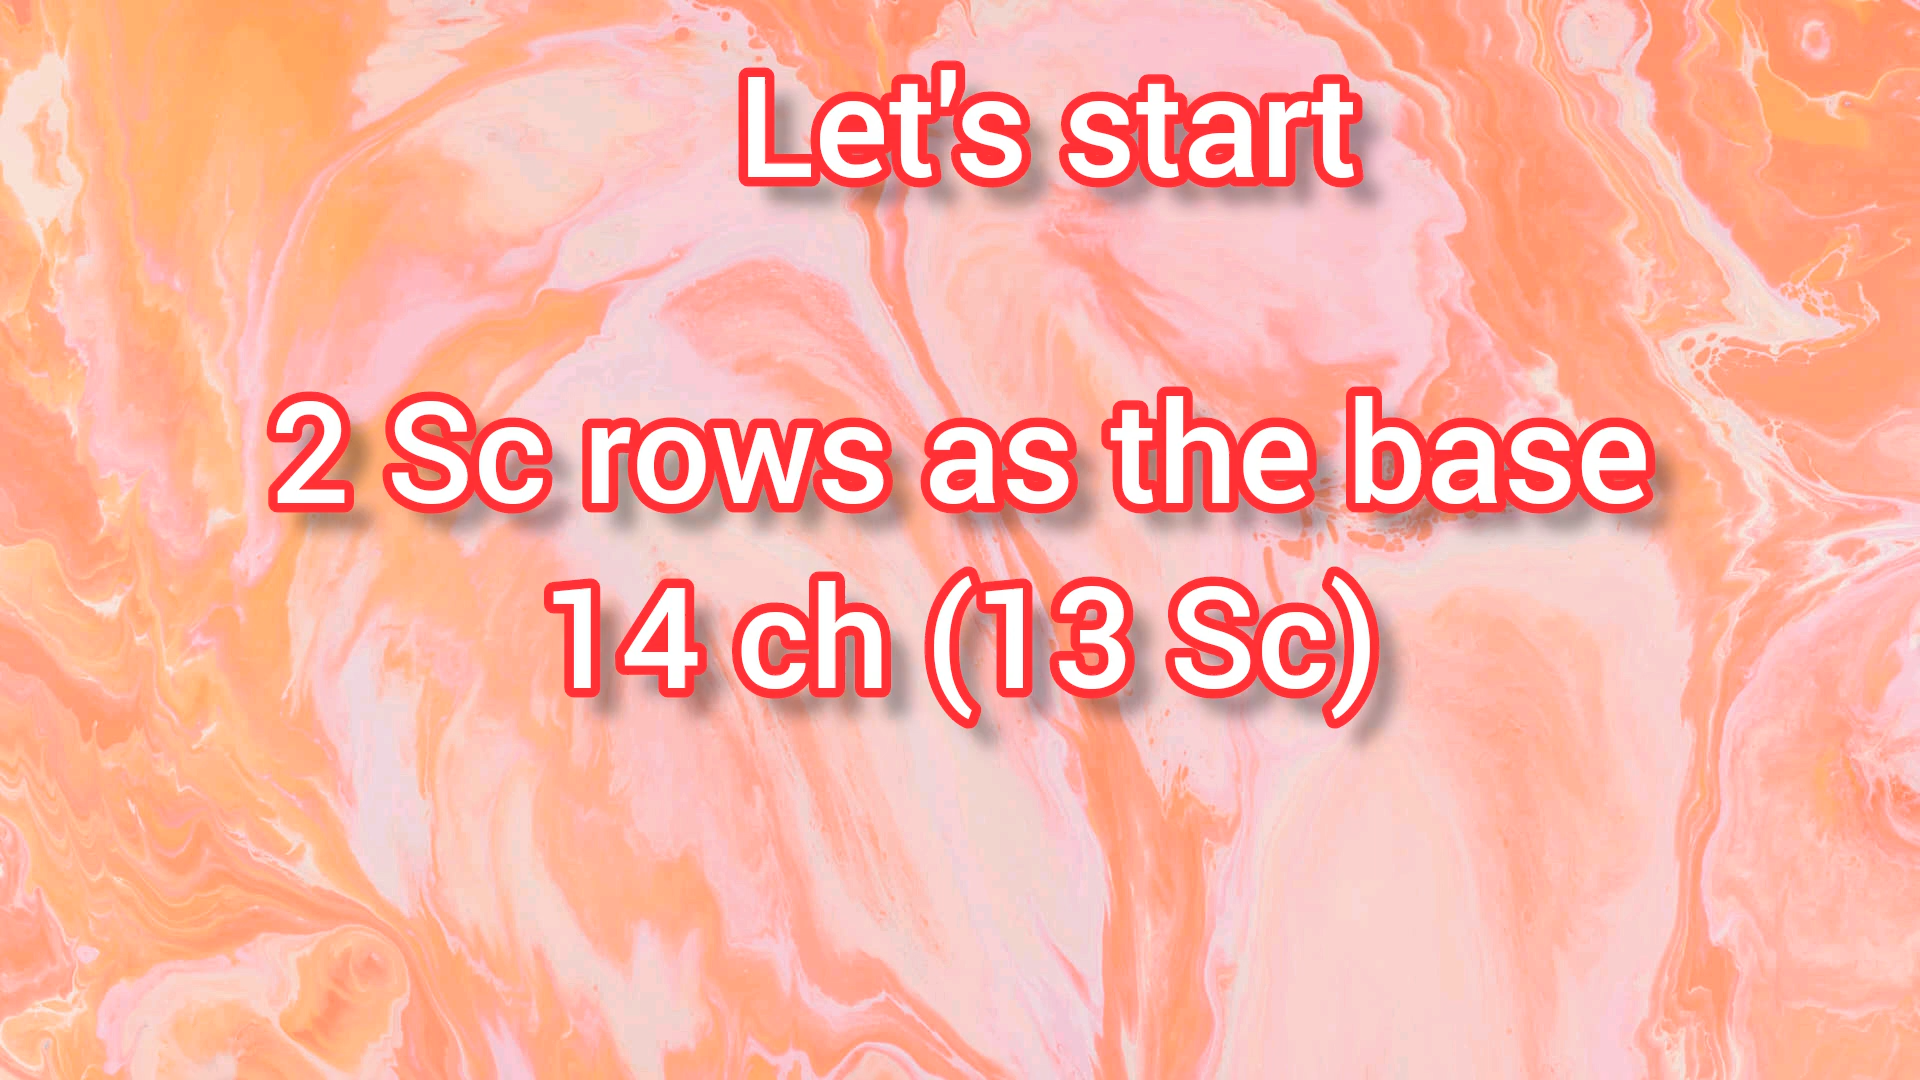 Let's start
2 Sc rows as the base
14 ch (13 Sc)